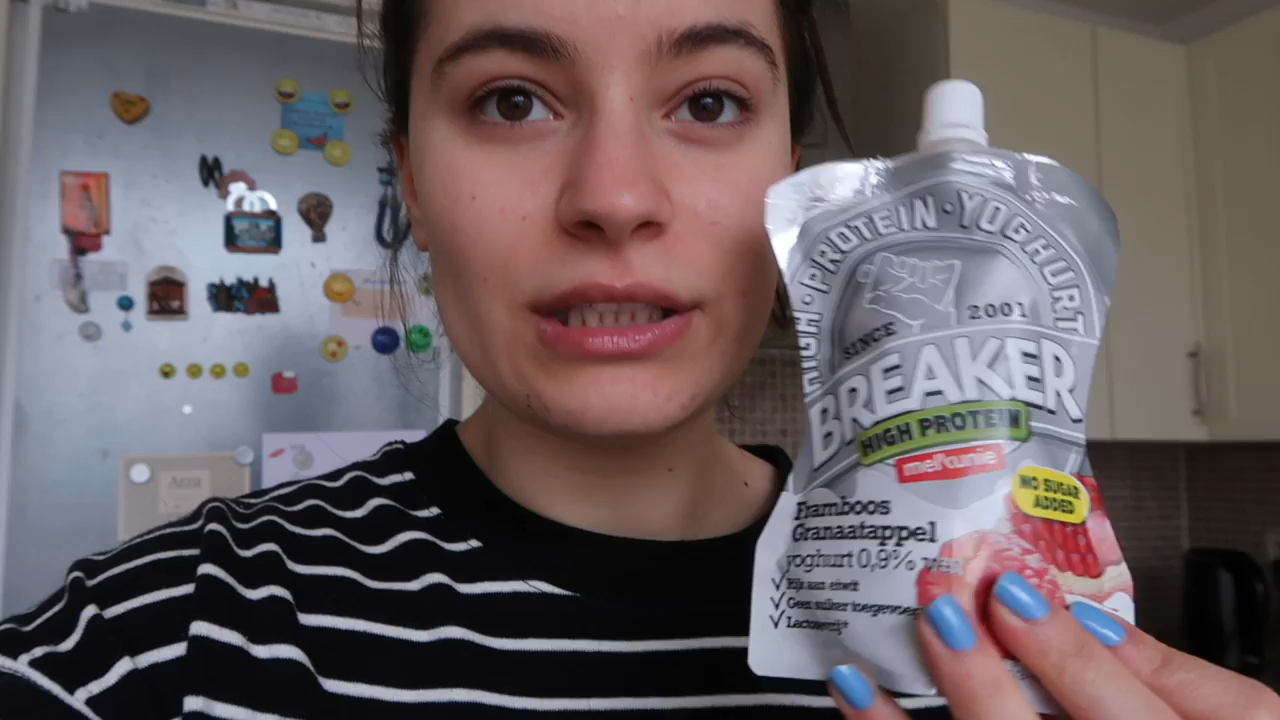 HIGH · PROTEIN · YOGHURT
SINCE 2001
BREAKER
HIGH PROTEIN
melkunie
NO SUGAR
ADDED
Framboos
Granaatappel
yoghurt 0,9%
Rijk aan eiwit
Geen suiker toegevoegd
Lactosevrij*